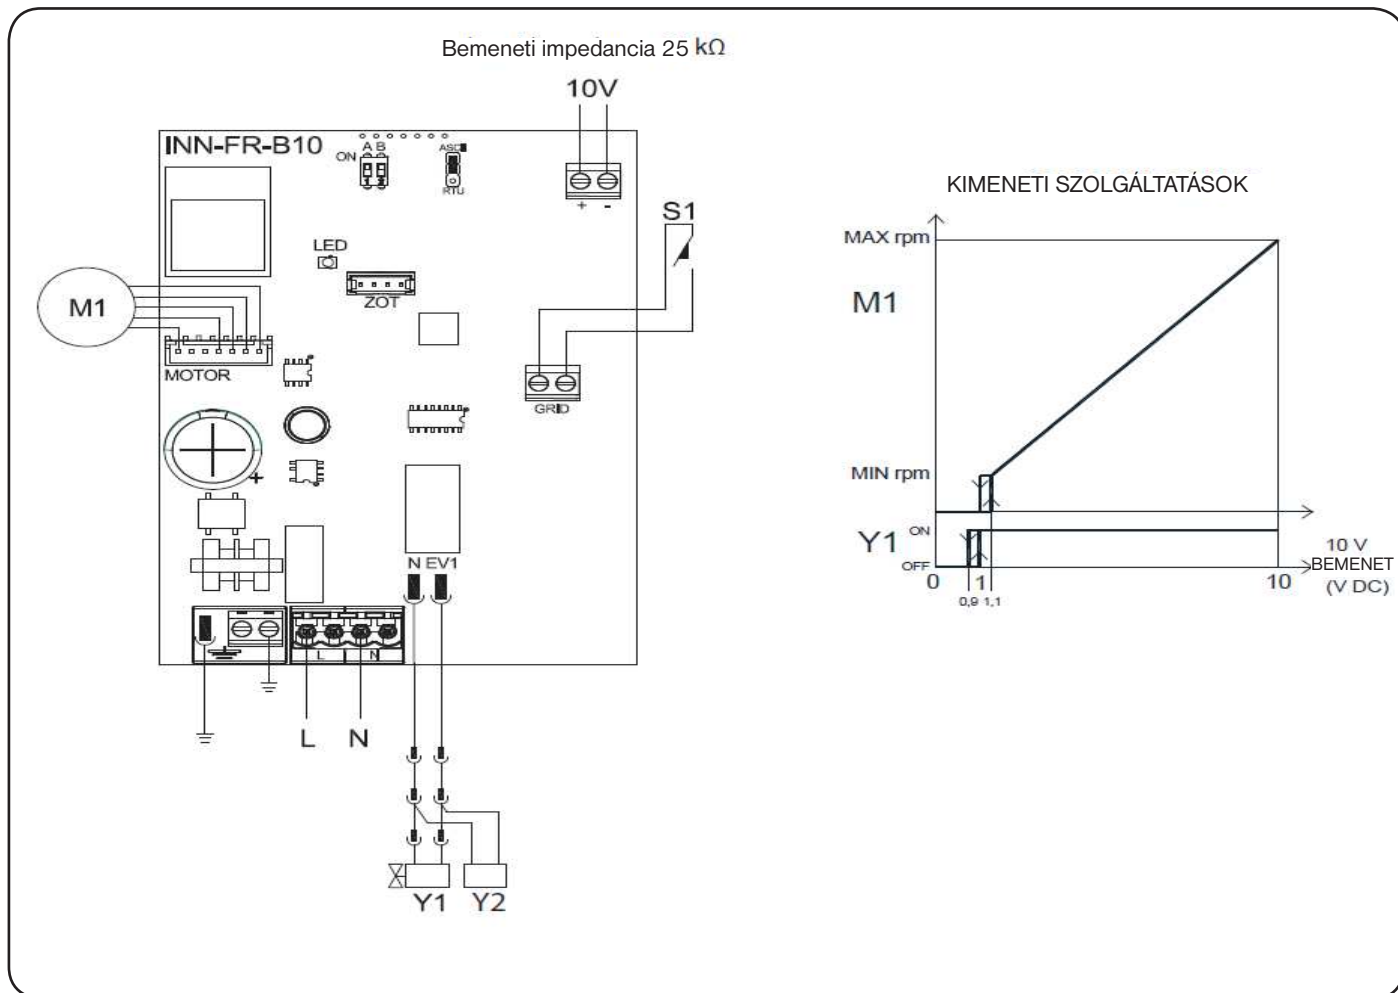 Bemeneti impedancia 25 kΩ
10V
INN-FR-B10
A B
ON
RTU
+ -
S1
LED
ZOT
M1
MOTOR
GRID
+
N EV1
L N
L N
Y1 Y2
KIMENETI SZOLGÁLTATÁSOK
MAX rpm
M1
MIN rpm
Y1
ON
OFF
0
0,9
1
1,1
10
10 V
BEMENET
(V DC)